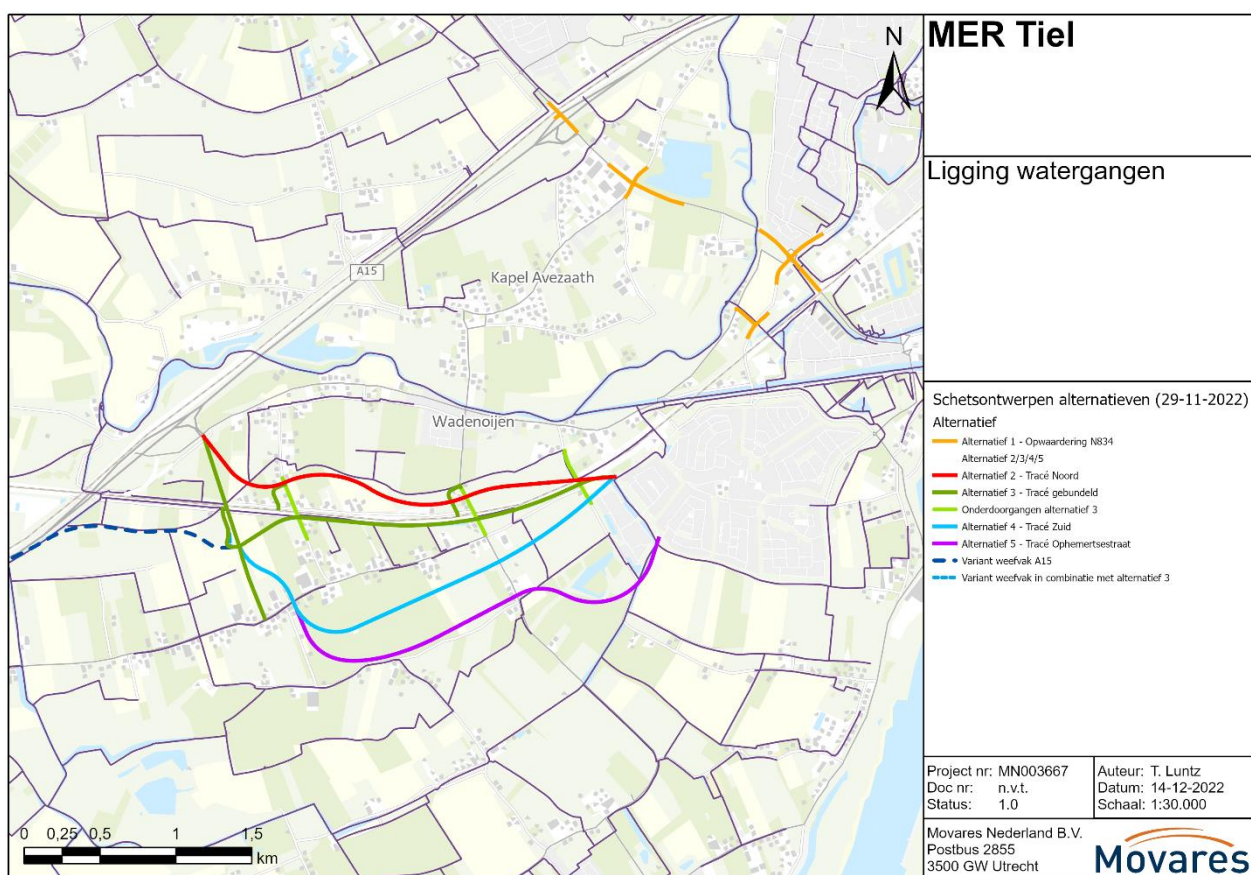 MER Tiel
Ligging watergangen
N
A15
Kapel Avezaath
Wadenoijen
0 0,25 0,5 1 1,5
km
Schetsontwerpen alternatieven (29-11-2022)
Alternatief
Alternatief 1 - Opwaardering N834
Alternatief 2/3/4/5
Alternatief 2 - Tracé Noord
Alternatief 3 - Tracé gebundeld
Onderdoorgangen alternatief 3
Alternatief 4 - Tracé Zuid
Alternatief 5 - Tracé Ophemertsestraat
Variant weefvak A15
Variant weefvak in combinatie met alternatief 3
Project nr: MN003667
Doc nr: n.v.t.
Status: 1.0
Auteur: T. Luntz
Datum: 14-12-2022
Schaal: 1:30.000
Movares Nederland B.V.
Postbus 2855
3500 GW Utrecht
Movares